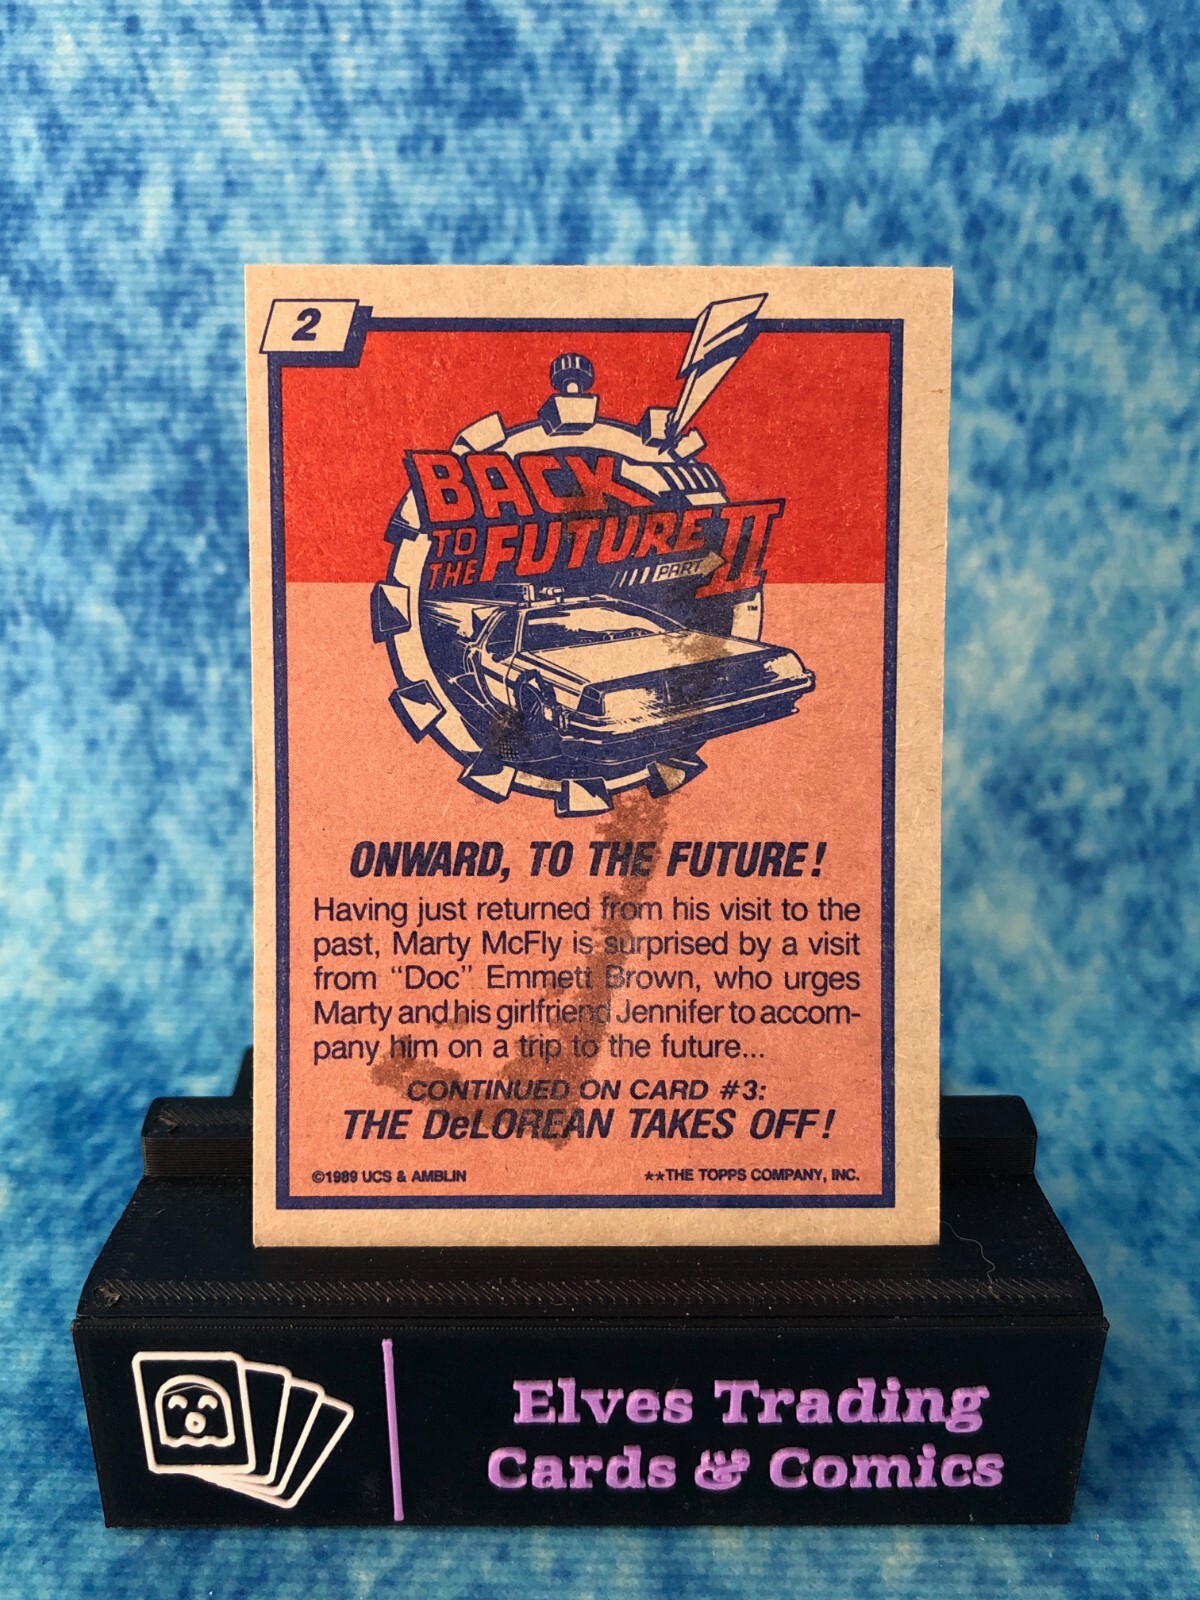 2
BACK
TO
THE FUTURE
PART II
™
ONWARD, TO THE FUTURE!
Having just returned from his visit to the
past, Marty McFly is surprised by a visit
from "Doc" Emmett Brown, who urges
Marty and his girlfriend Jennifer to accom-
pany him on a trip to the future...
CONTINUED ON CARD #3:
THE DeLOREAN TAKES OFF!
©1989 UCS & AMBLIN
**THE TOPPS COMPANY, INC.
Elves Trading
Cards & Comics